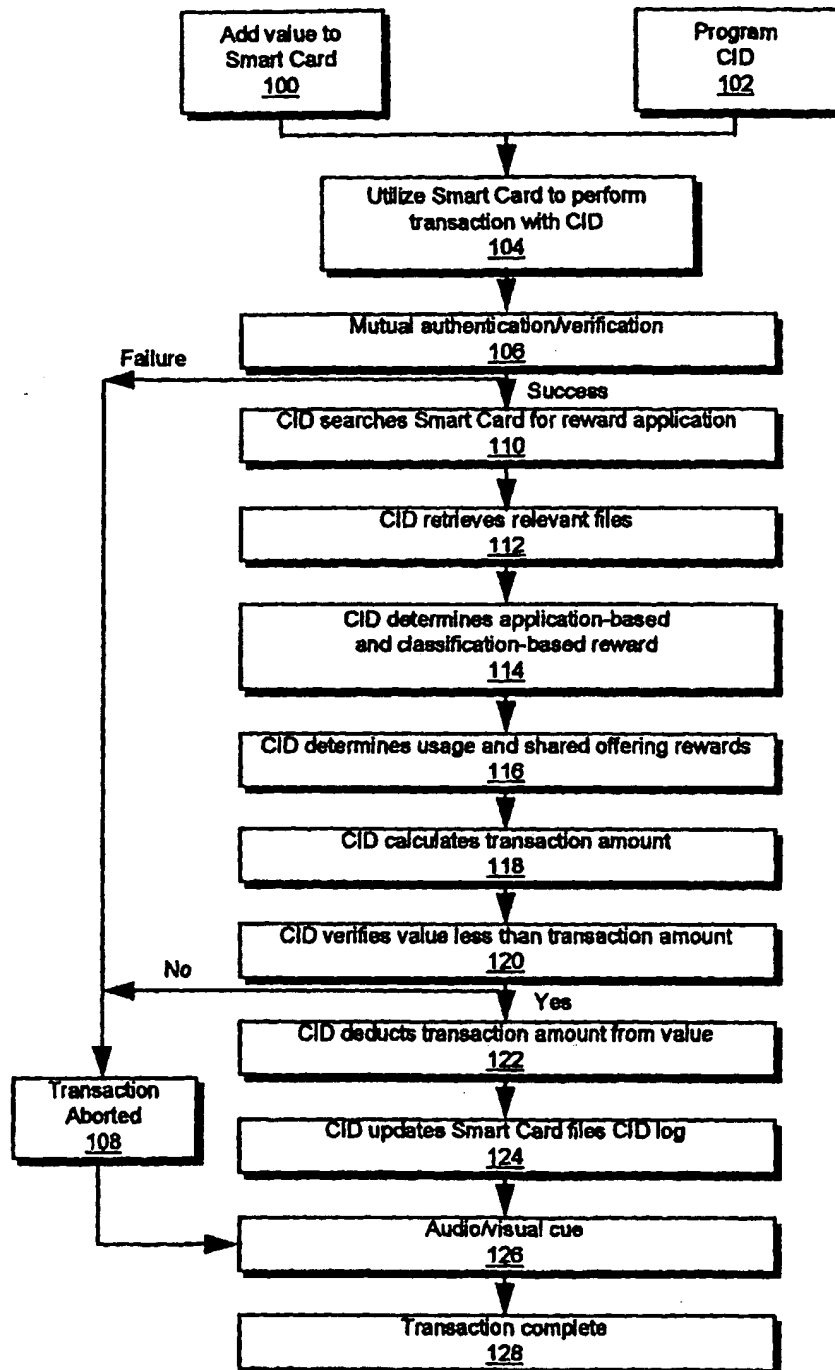 Add value to
Smart Card
100
Program
CID
102
Utilize Smart Card to perform
transaction with CID
104
Mutual authentication/verification
106
Failure
Success
CID searches Smart Card for reward application
110
CID retrieves relevant files
112
CID determines application-based
and classification-based reward
114
CID determines usage and shared offering rewards
116
CID calculates transaction amount
118
CID verifies value less than transaction amount
120
No
Yes
CID deducts transaction amount from value
122
Transaction
Aborted
108
CID updates Smart Card files CID log
124
Audio/visual cue
126
Transaction complete
128